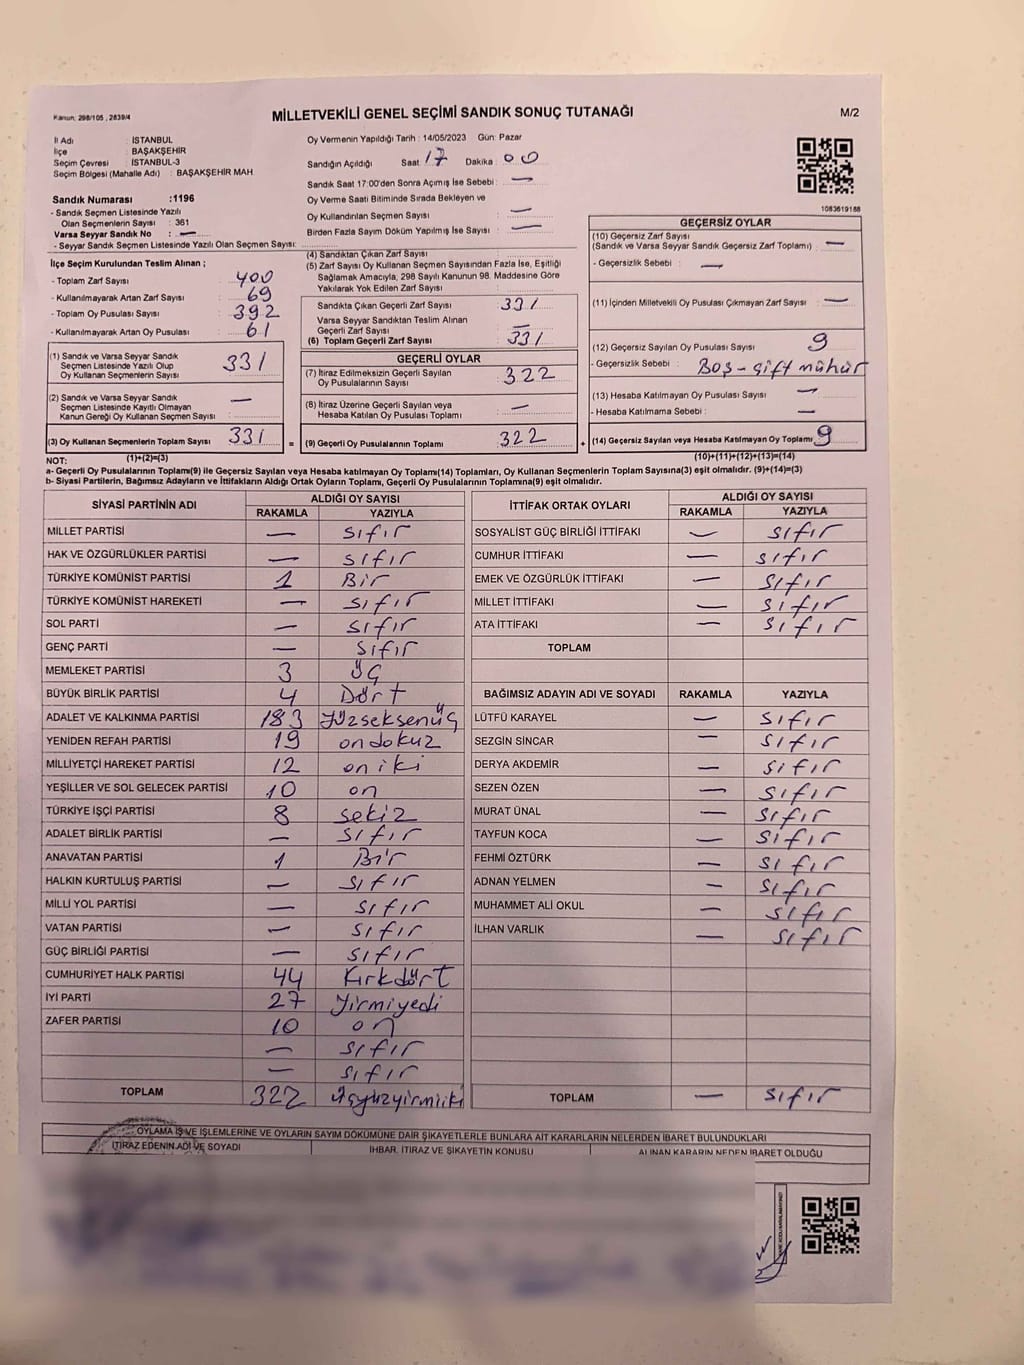 Kanun; 298/105 , 2839/4
MİLLETVEKİLİ GENEL SEÇİMİ SANDIK SONUÇ TUTANAĞI
M/2
İl Adı : İSTANBUL
İlçe : BAŞAKŞEHİR
Seçim Çevresi : İSTANBUL-3
Seçim Bölgesi (Mahalle Adı) : BAŞAKŞEHİR MAH.
Sandık Numarası :1196
- Sandık Seçmen Listesinde Yazılı
Olan Seçmenlerin Sayısı : 361
Varsa Seyyar Sandık No : —
- Seyyar Sandık Seçmen Listesinde Yazılı Olan Seçmen Sayısı:
Oy Vermenin Yapıldığı Tarih : 14/05/2023 Gün: Pazar
Sandığın Açıldığı Saat 17 Dakika : 00
Sandık Saat 17:00'den Sonra Açımış İse Sebebi : —
Oy Verme Saati Bitiminde Sırada Bekleyen ve
Oy Kullandırılan Seçmen Sayısı : —
Birden Fazla Sayım Döküm Yapılmış İse Sayısı : —
1083619188
İlçe Seçim Kurulundan Teslim Alınan ;
- Toplam Zarf Sayısı : 400
- Kullanılmayarak Artan Zarf Sayısı : 69
- Toplam Oy Pusulası Sayısı : 392
- Kullanılmayarak Artan Oy Pusulası : 61
(1) Sandık ve Varsa Seyyar Sandık
Seçmen Listesinde Yazılı Olup
Oy Kullanan Seçmenlerin Sayısı : 331
(2) Sandık ve Varsa Seyyar Sandık
Seçmen Listesinde Kayıtlı Olmayan
Kanun Gereği Oy Kullanan Seçmen Sayısı : —
(3) Oy Kullanan Seçmenlerin Toplam Sayısı 331
(1)+(2)=(3)
(4) Sandıktan Çıkan Zarf Sayısı :
(5) Zarf Sayısı Oy Kullanan Seçmen Sayısından Fazla İse, Eşitliği
Sağlamak Amacıyla, 298 Sayılı Kanunun 98. Maddesine Göre
Yakılarak Yok Edilen Zarf Sayısı :
Sandıkta Çıkan Geçerli Zarf Sayısı : 331
Varsa Seyyar Sandıktan Teslim Alınan
Geçerli Zarf Sayısı : —
(6) Toplam Geçerli Zarf Sayısı : 331
GEÇERLİ OYLAR
(7) İtiraz Edilmeksizin Geçerli Sayılan
Oy Pusulalarının Sayısı : 322
(8) İtiraz Üzerine Geçerli Sayılan veya
Hesaba Katılan Oy Pusulası Toplamı : —
= (9) Geçerli Oy Pusulalarının Toplamı : 322 +
GEÇERSİZ OYLAR
(10) Geçersiz Zarf Sayısı
(Sandık ve Varsa Seyyar Sandık Geçersiz Zarf Toplamı) : —
- Geçersizlik Sebebi : —
(11) İçinden Milletvekili Oy Pusulası Çıkmayan Zarf Sayısı : —
(12) Geçersiz Sayılan Oy Pusulası Sayısı : 9
- Geçersizlik Sebebi : Boş-çift mühür
(13) Hesaba Katılmayan Oy Pusulası Sayısı : —
- Hesaba Katılmama Sebebi : —
(14) Geçersiz Sayılan veya Hesaba Katılmayan Oy Toplamı: 9
(10)+(11)+(12)+(13)=(14)
NOT:
a- Geçerli Oy Pusulalarının Toplamı(9) ile Geçersiz Sayılan veya Hesaba katılmayan Oy Toplamı(14) Toplamları, Oy Kullanan Seçmenlerin Toplam Sayısına(3) eşit olmalıdır. (9)+(14)=(3)
b- Siyasi Partilerin, Bağımsız Adayların ve İttifakların Aldığı Ortak Oyların Toplamı, Geçerli Oy Pusulalarının Toplamına(9) eşit olmalıdır.
SİYASİ PARTİNİN ADI
ALDIĞI OY SAYISI
RAKAMLA YAZIYLA
MİLLET PARTİSİ — sıfır
HAK VE ÖZGÜRLÜKLER PARTİSİ — sıfır
TÜRKİYE KOMÜNİST PARTİSİ 1 Bir
TÜRKİYE KOMÜNİST HAREKETİ — sıfır
SOL PARTİ — sıfır
GENÇ PARTİ — sıfır
MEMLEKET PARTİSİ 3 üç
BÜYÜK BİRLİK PARTİSİ 4 Dört
ADALET VE KALKINMA PARTİSİ 183 Yüzseksenüç
YENİDEN REFAH PARTİSİ 19 ondokuz
MİLLİYETÇİ HAREKET PARTİSİ 12 oniki
YEŞİLLER VE SOL GELECEK PARTİSİ 10 on
TÜRKİYE İŞÇİ PARTİSİ 8 sekiz
ADALET BİRLİK PARTİSİ — sıfır
ANAVATAN PARTİSİ 1 Bir
HALKIN KURTULUŞ PARTİSİ — sıfır
MİLLİ YOL PARTİSİ — sıfır
VATAN PARTİSİ — sıfır
GÜÇ BİRLİĞİ PARTİSİ — sıfır
CUMHURİYET HALK PARTİSİ 44 Kırkdört
İYİ PARTİ 27 Yirmiyedi
ZAFER PARTİSİ 10 on
— sıfır
— sıfır
TOPLAM 322 üçyüzyirmiiki
İTTİFAK ORTAK OYLARI
ALDIĞI OY SAYISI
RAKAMLA YAZIYLA
SOSYALİST GÜÇ BİRLİĞİ İTTİFAKI — sıfır
CUMHUR İTTİFAKI — sıfır
EMEK VE ÖZGÜRLÜK İTTİFAKI — sıfır
MİLLET İTTİFAKI — sıfır
ATA İTTİFAKI — sıfır
TOPLAM
BAĞIMSIZ ADAYIN ADI VE SOYADI RAKAMLA YAZIYLA
LÜTFÜ KARAYEL — sıfır
SEZGİN SİNCAR — sıfır
DERYA AKDEMİR — sıfır
SEZEN ÖZEN — sıfır
MURAT ÜNAL — sıfır
TAYFUN KOCA — sıfır
FEHMİ ÖZTÜRK — sıfır
ADNAN YELMEN — sıfır
MUHAMMET ALİ OKUL — sıfır
İLHAN VARLIK — sıfır
TOPLAM — sıfır
OYLAMA İŞ VE İŞLEMLERİNE VE OYLARIN SAYIM DÖKÜMÜNE DAİR ŞİKAYETLERLE BUNLARA AİT KARARLARIN NELERDEN İBARET BULUNDUKLARI
İTİRAZ EDENİN ADI VE SOYADI İHBAR, İTİRAZ VE ŞİKAYETİN KONUSU ALINAN KARARIN NEDEN İBARET OLDUĞU